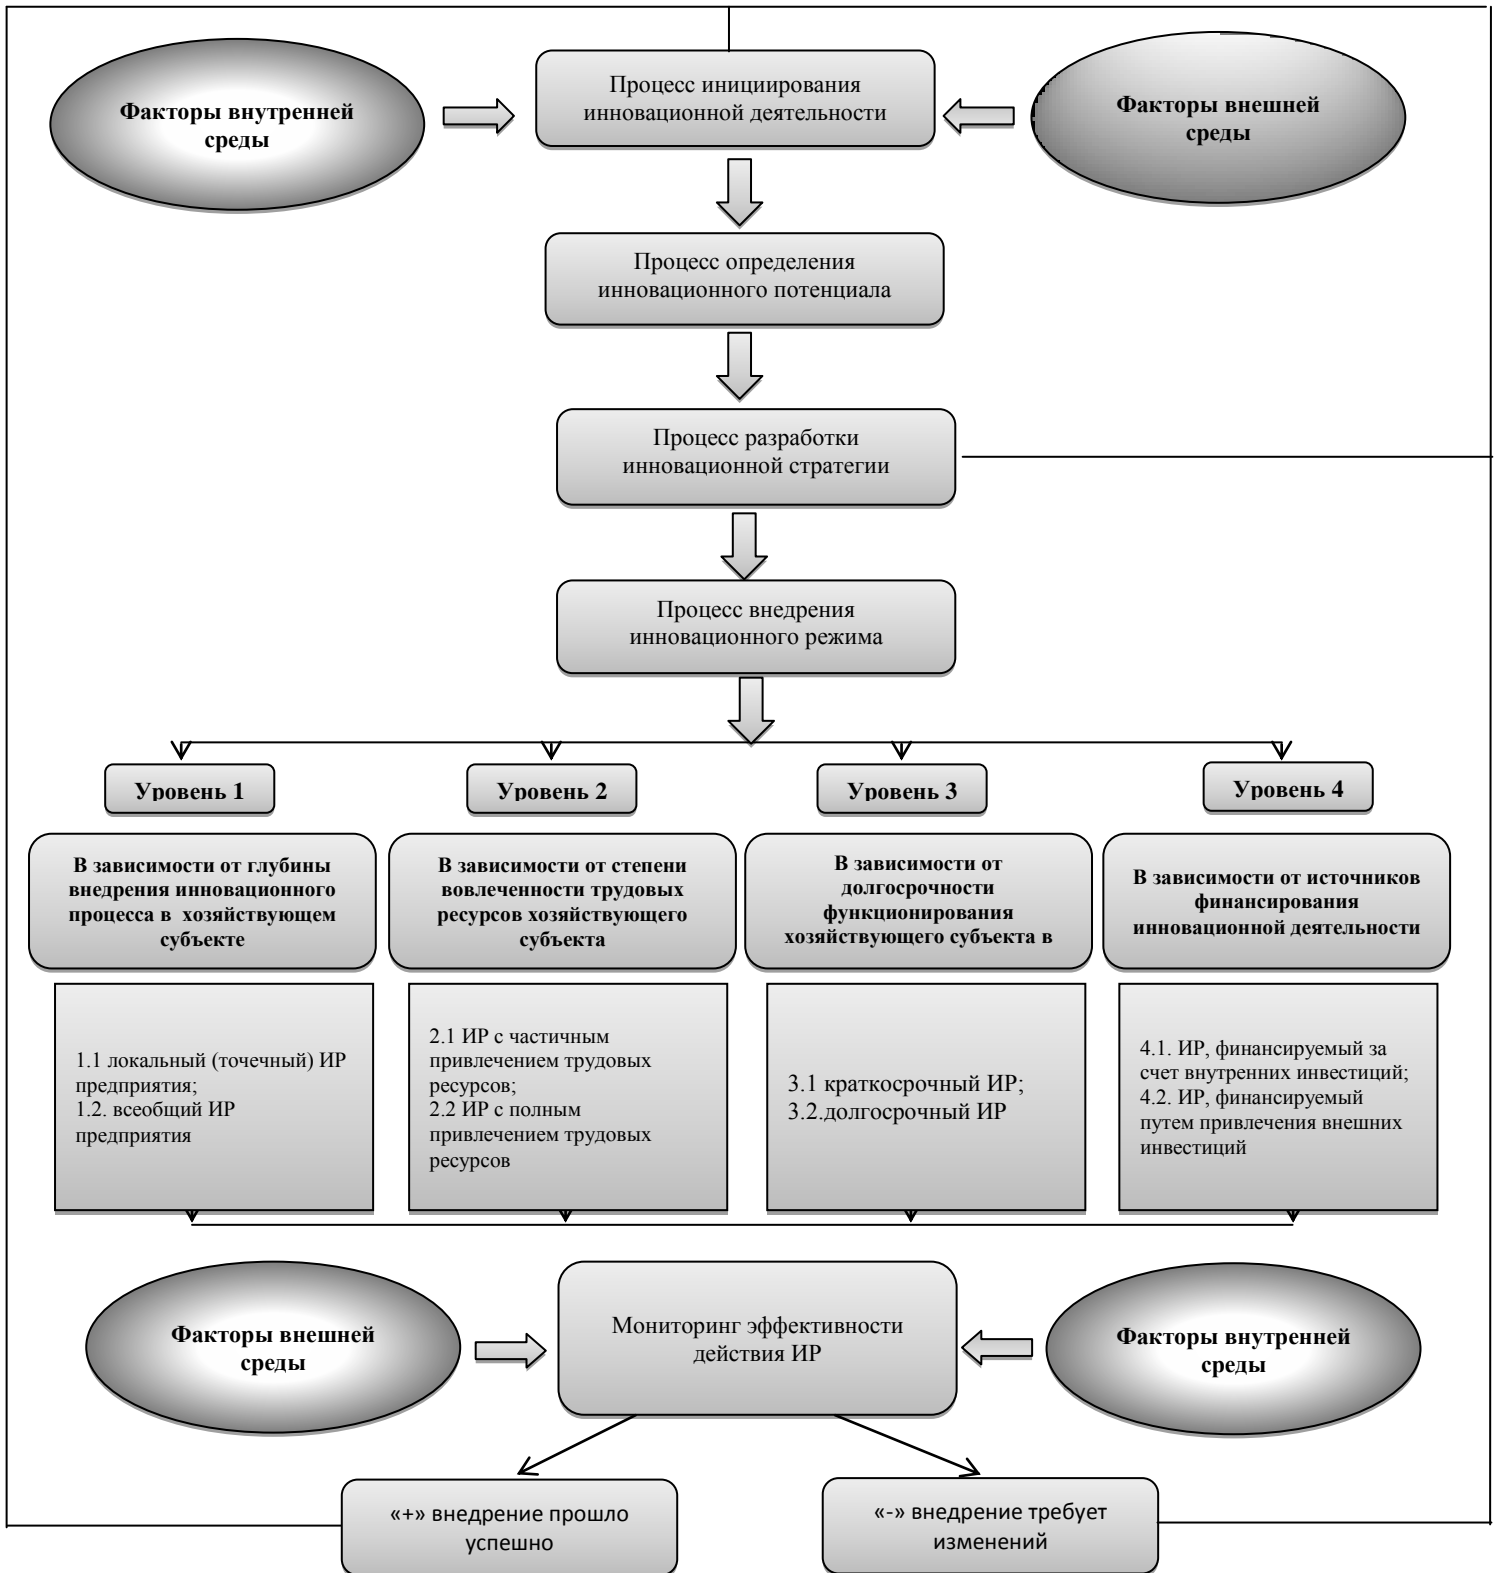 Факторы внутренней
среды
Процесс инициирования
инновационной деятельности
Факторы внешней
среды
Процесс определения
инновационного потенциала
Процесс разработки
инновационной стратегии
Процесс внедрения
инновационного режима
Уровень 1
Уровень 2
Уровень 3
Уровень 4
В зависимости от глубины
внедрения инновационного
процесса в хозяйствующем
субъекте
В зависимости от степени
вовлеченности трудовых
ресурсов хозяйствующего
субъекта
В зависимости от
долгосрочности
функционирования
хозяйствующего субъекта в
В зависимости от источников
финансирования
инновационной деятельности
1.1 локальный (точечный) ИР
предприятия;
1.2. всеобщий ИР
предприятия
2.1 ИР с частичным
привлечением трудовых
ресурсов;
2.2 ИР с полным
привлечением трудовых
ресурсов
3.1 краткосрочный ИР;
3.2.долгосрочный ИР
4.1. ИР, финансируемый за
счет внутренних инвестиций;
4.2. ИР, финансируемый
путем привлечения внешних
инвестиций
Факторы внешней
среды
Мониторинг эффективности
действия ИР
Факторы внутренней
среды
«+» внедрение прошло
успешно
«-» внедрение требует
изменений